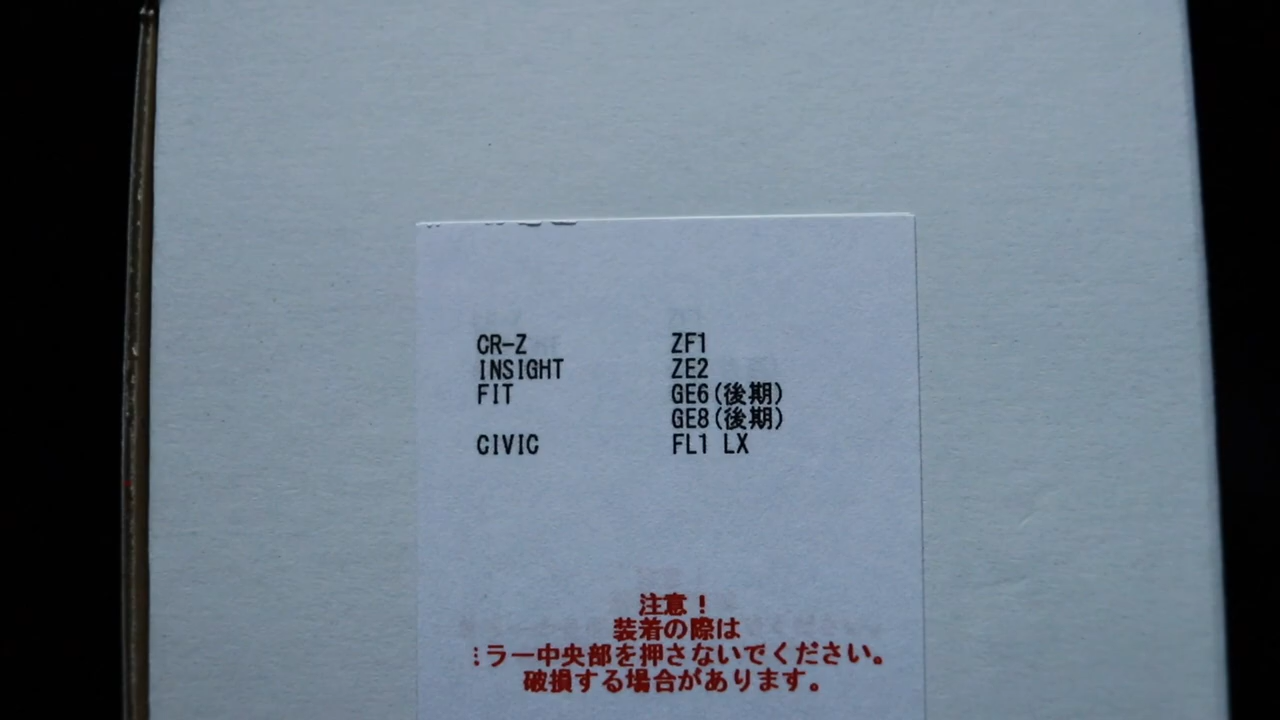 CR-Z ZF1
INSIGHT ZE2
FIT GE6(後期)
GE8(後期)
CIVIC FL1 LX
注意!
装着の際は
ミラー中央部を押さないでください。
破損する場合があります。